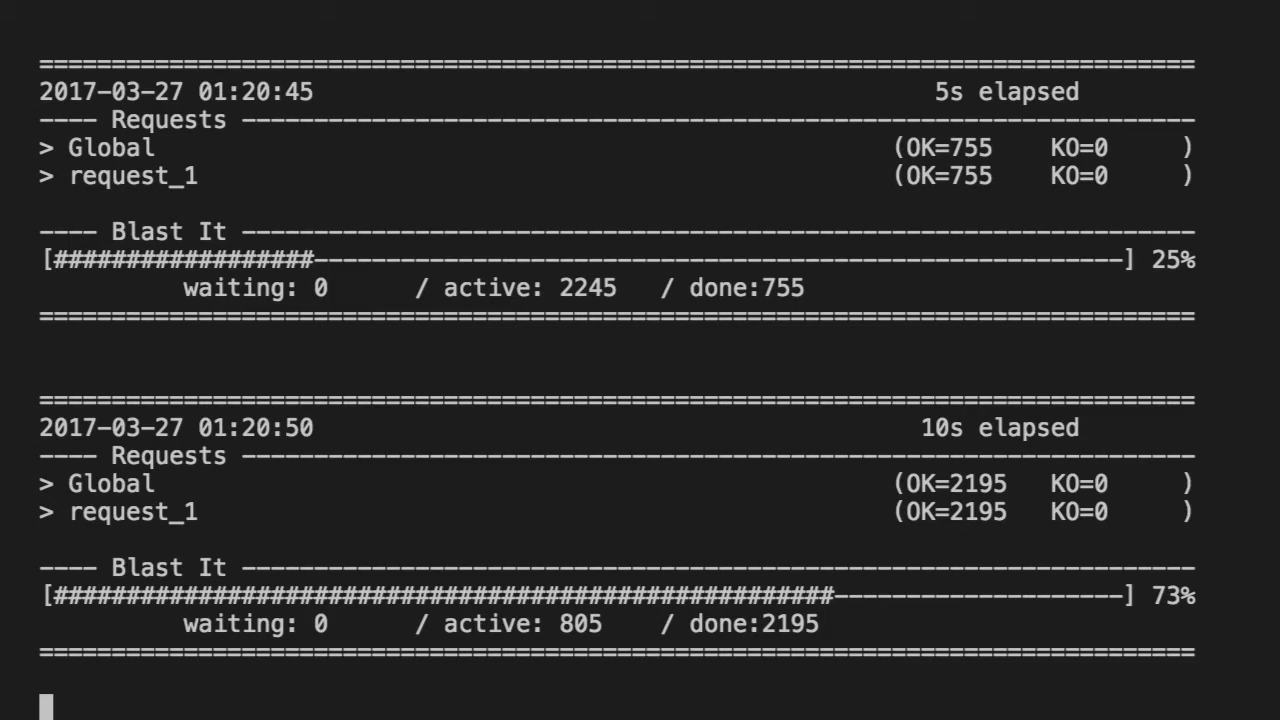 ================================================================================
2017-03-27 01:20:45                                           5s elapsed
---- Requests ------------------------------------------------------------------
> Global                                                   (OK=755    KO=0     )
> request_1                                                (OK=755    KO=0     )
---- Blast It ------------------------------------------------------------------
[##################--------------------------------------------------------] 25%
          waiting: 0      / active: 2245   / done:755
================================================================================
================================================================================
2017-03-27 01:20:50                                          10s elapsed
---- Requests ------------------------------------------------------------------
> Global                                                   (OK=2195   KO=0     )
> request_1                                                (OK=2195   KO=0     )
---- Blast It ------------------------------------------------------------------
[######################################################--------------------] 73%
          waiting: 0      / active: 805    / done:2195
================================================================================